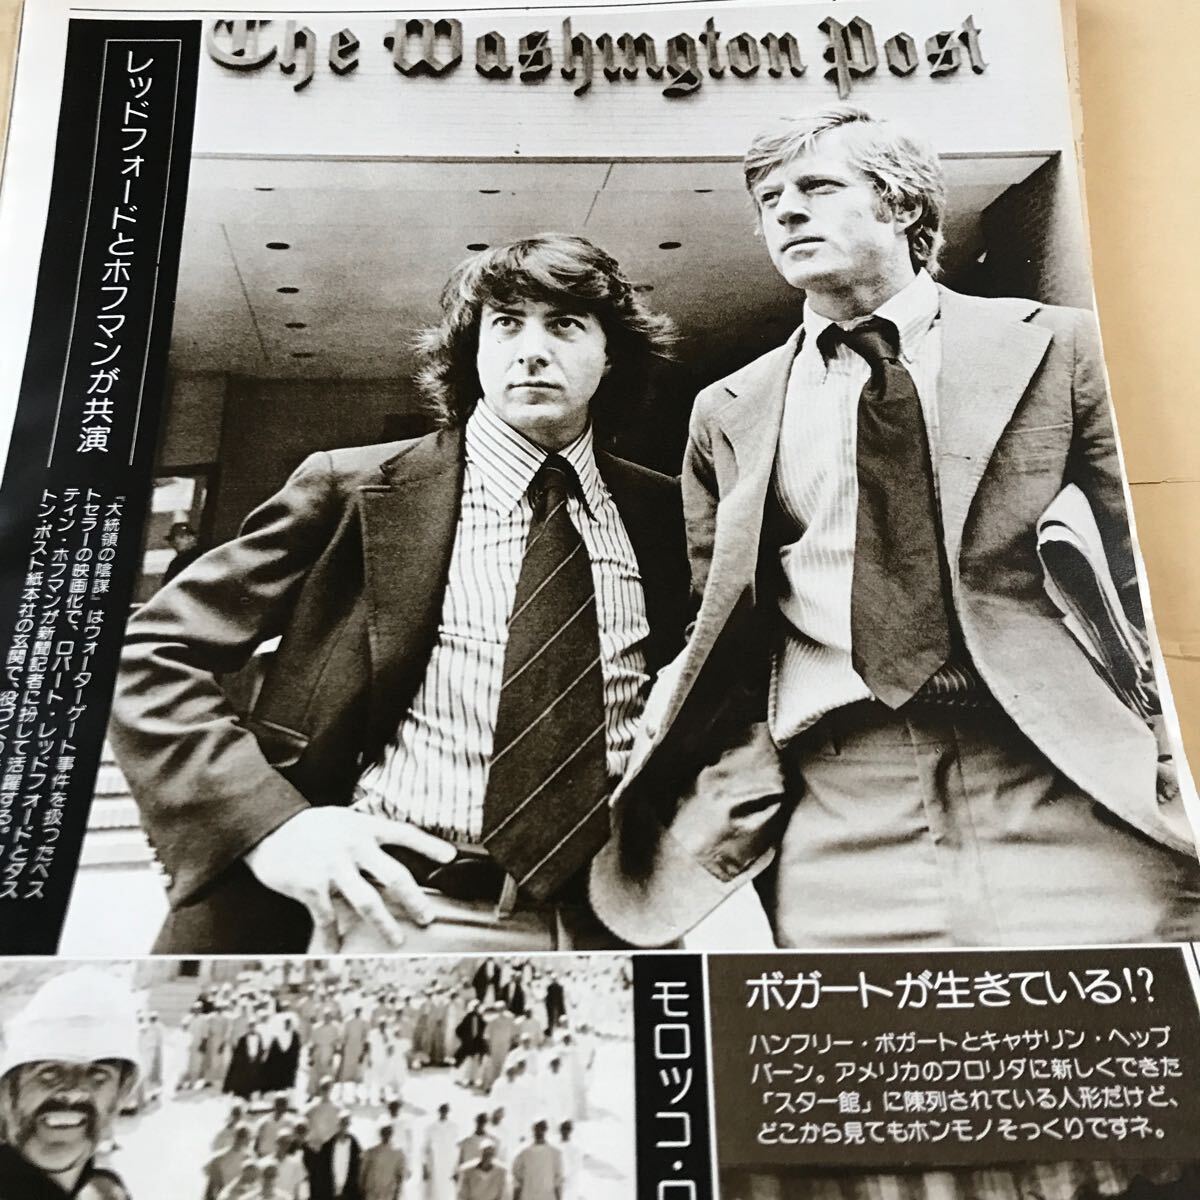 The Washington Post
レッドフォードとホフマンが共演
『大統領の陰謀』はウォーターゲート事件を扱ったベス
トセラーの映画化で、ロバート・レッドフォードとダス
ティン・ホフマンが新聞記者に扮して活躍する。
トン・ポスト紙本社の玄関で、役づくり
モロッコ・ロ
ボガートが生きている!?
ハンフリー・ボガートとキャサリン・ヘップ
バーン。アメリカのフロリダに新しくできた
「スター館」に陳列されている人形だけど、
どこから見てもホンモノそっくりですネ。